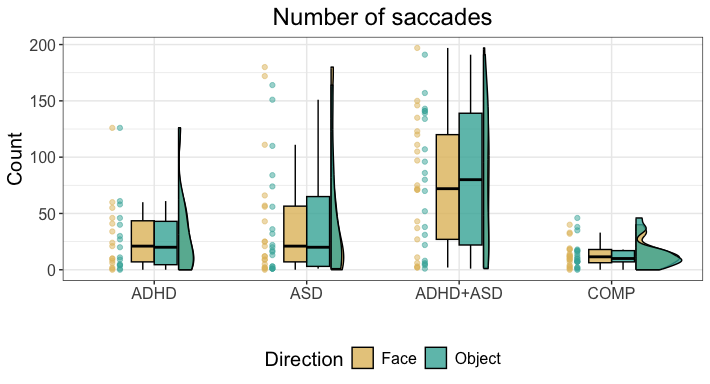 Number of saccades
200
150
100
50
0
Count
ADHD ASD ADHD+ASD COMP
Direction Face Object